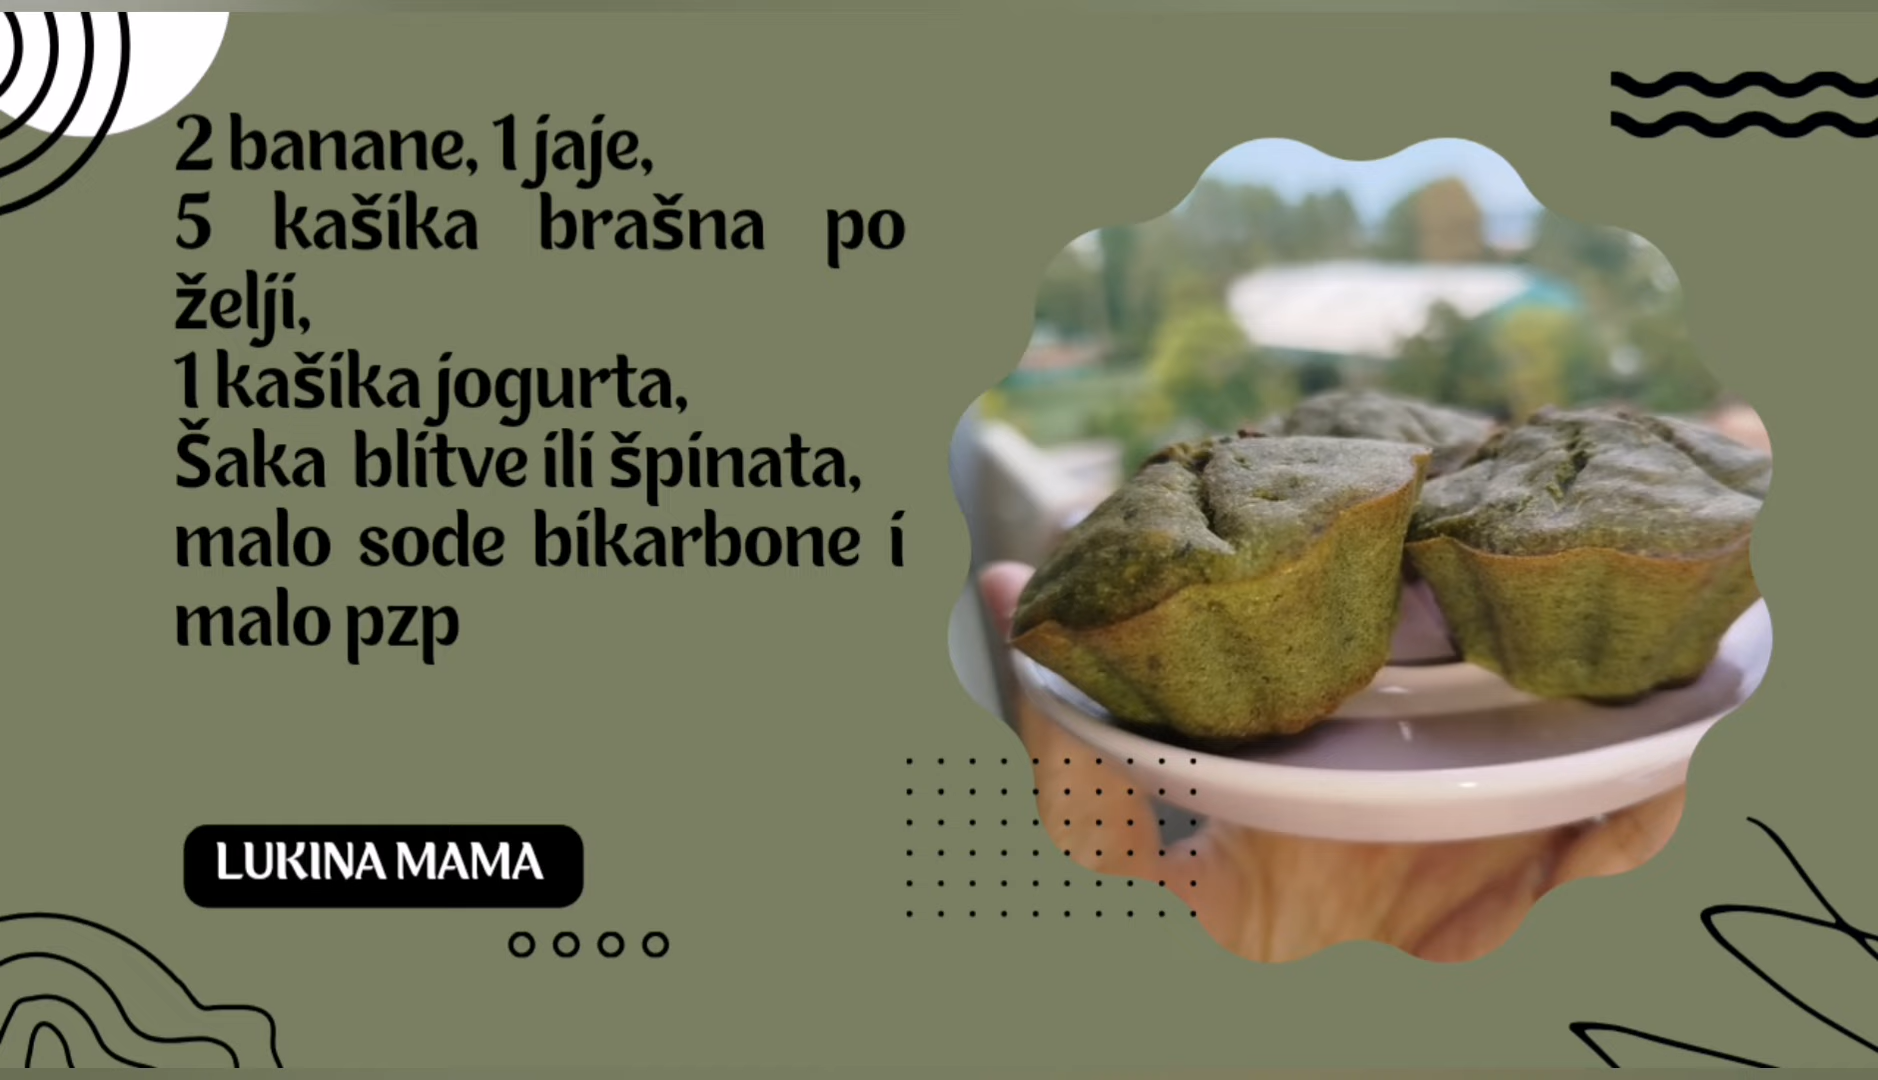 2 banane, 1 jaje,
5 kašika brašna po
želji,
1 kašika jogurta,
Šaka blitve ili špinata,
malo sode bikarbone i
malo pzp
LUKINA MAMA